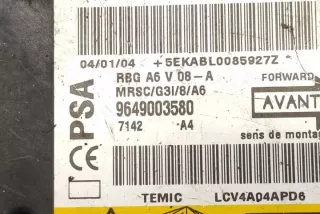 04/01/04 +5EKABL0085927Z
RBG A6 V 08-A
FORWARD
MRSC/G3I/8/A6
AVANT
PSA
9649003580
7142 A4
sens de montag
TEMIC LCV4A04APD6